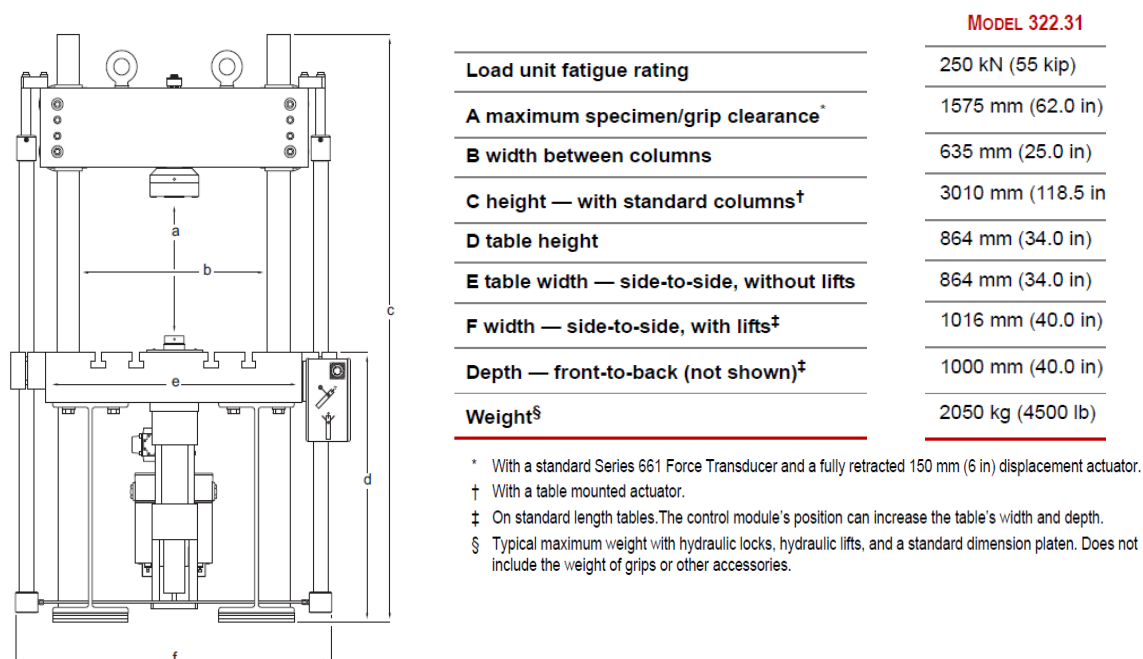 MODEL 322.31
Load unit fatigue rating 250 kN (55 kip)
A maximum specimen/grip clearance* 1575 mm (62.0 in)
B width between columns 635 mm (25.0 in)
C height — with standard columns† 3010 mm (118.5 in
D table height 864 mm (34.0 in)
E table width — side-to-side, without lifts 864 mm (34.0 in)
F width — side-to-side, with lifts‡ 1016 mm (40.0 in)
Depth — front-to-back (not shown)‡ 1000 mm (40.0 in)
Weight§ 2050 kg (4500 lb)
* With a standard Series 661 Force Transducer and a fully retracted 150 mm (6 in) displacement actuator.
† With a table mounted actuator.
‡ On standard length tables.The control module's position can increase the table's width and depth.
§ Typical maximum weight with hydraulic locks, hydraulic lifts, and a standard dimension platen. Does not
include the weight of grips or other accessories.
a
b
c
e
d
f